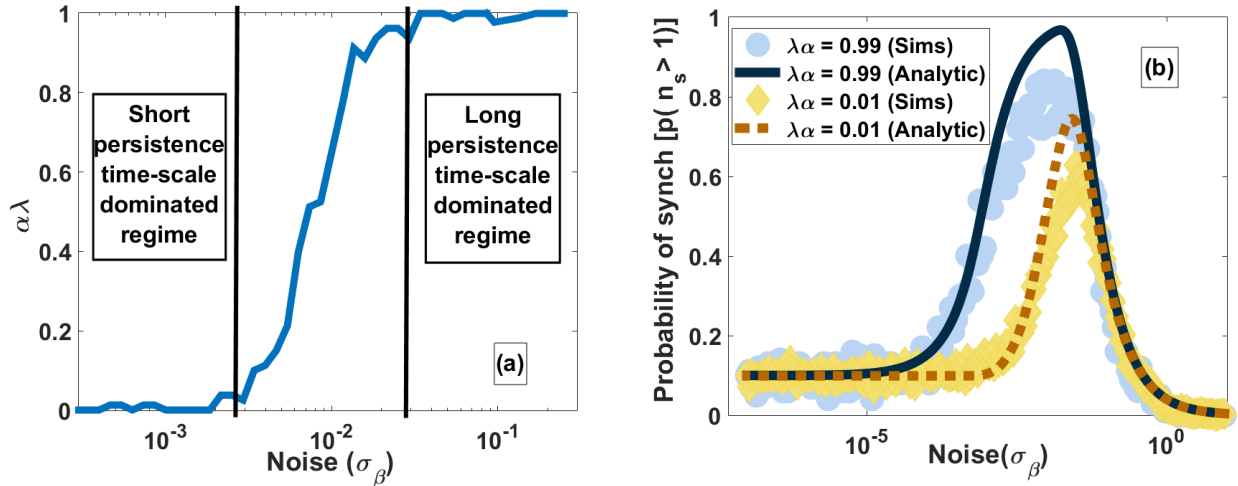 1
0.8
0.6
0.4
0.2
0
αλ
Short
persistence
time-scale
dominated
regime
Long
persistence
time-scale
dominated
regime
(a)
10^-3
10^-2
10^-1
Noise (σ_β)
1
0.8
0.6
0.4
0.2
0
Probability of synch [p( n_s > 1)]
λα = 0.99 (Sims)
λα = 0.99 (Analytic)
λα = 0.01 (Sims)
λα = 0.01 (Analytic)
(b)
10^-5
10^0
Noise(σ_β)